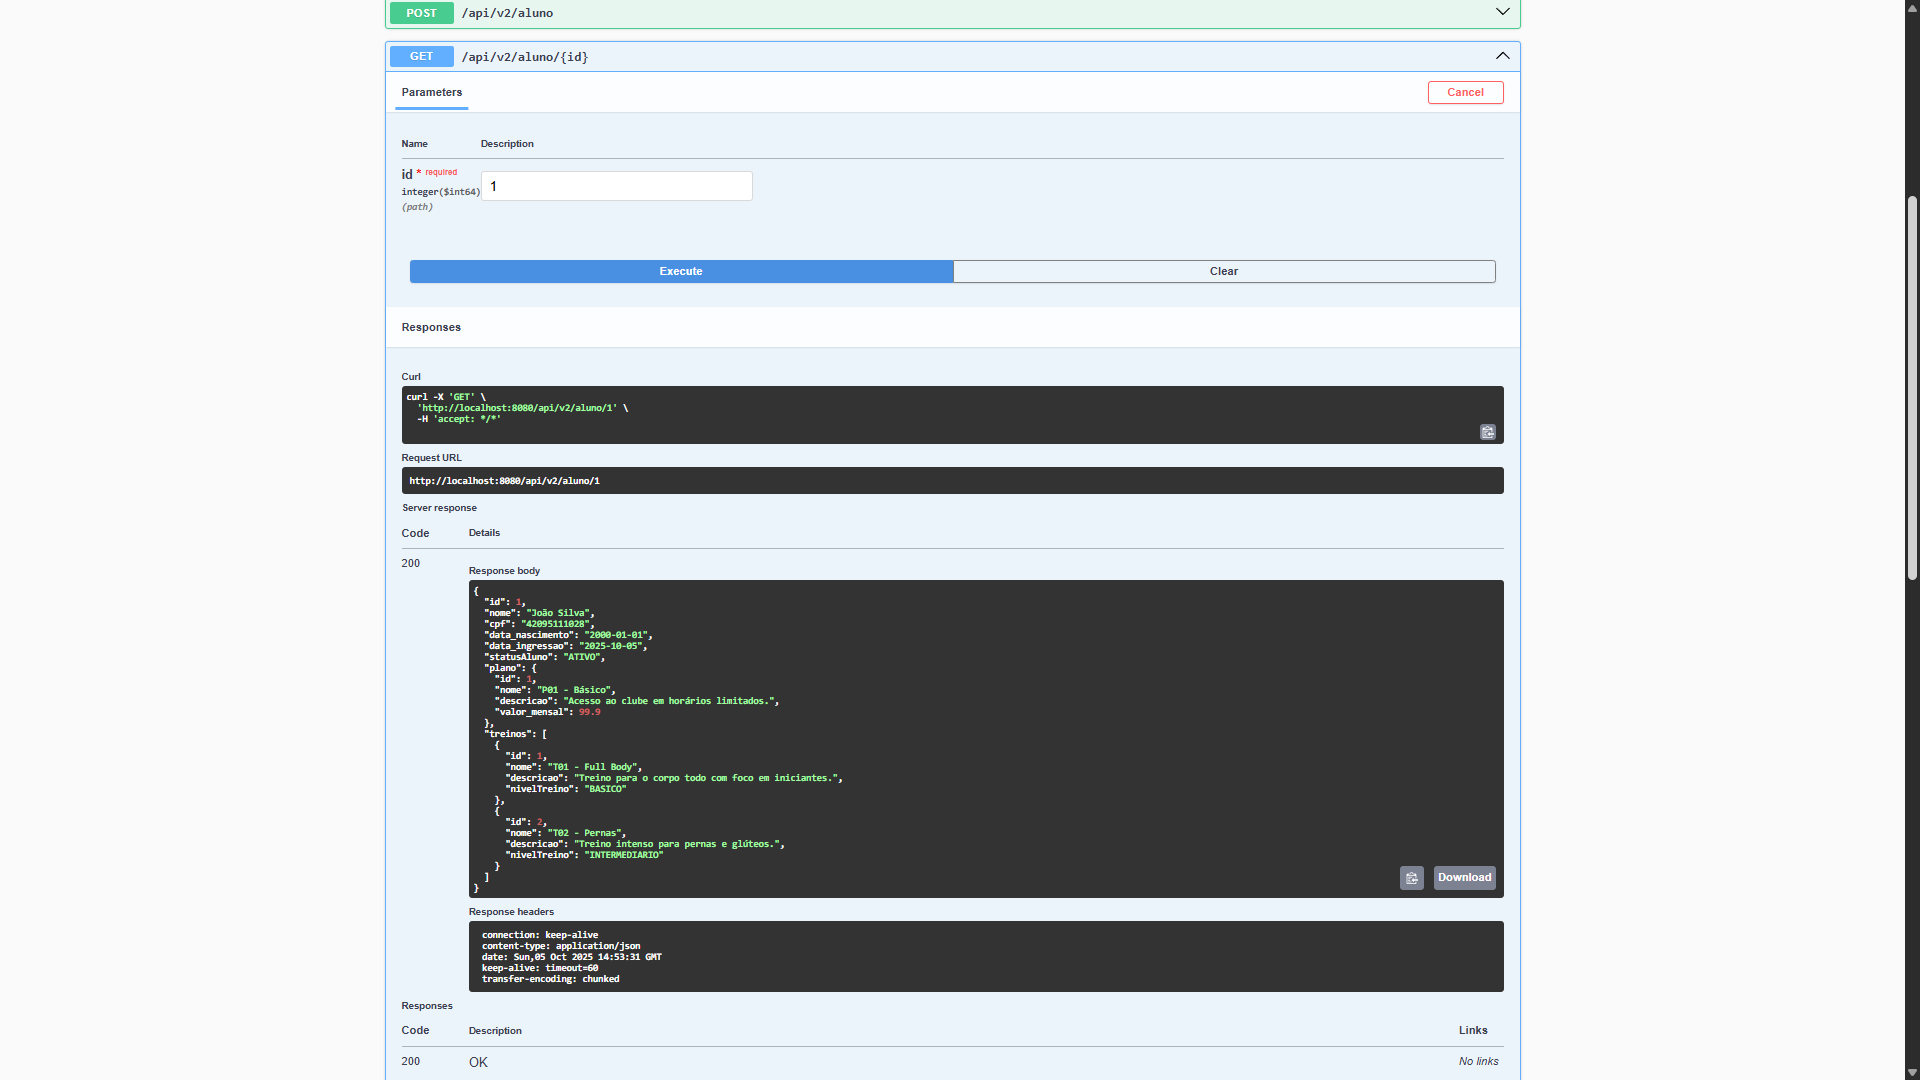 POST /api/v2/aluno
GET /api/v2/aluno/{id}
Parameters
Cancel
Name Description
id * required
integer($int64)
(path)
1
Execute
Clear
Responses
Curl
curl -X 'GET' \
  'http://localhost:8080/api/v2/aluno/1' \
  -H 'accept: */*'
Request URL
http://localhost:8080/api/v2/aluno/1
Server response
Code Details
200
Response body
{
  "id": 1,
  "nome": "João Silva",
  "cpf": "42095111028",
  "data_nascimento": "2000-01-01",
  "data_ingressao": "2025-10-05",
  "statusAluno": "ATIVO",
  "plano": {
    "id": 1,
    "nome": "P01 - Básico",
    "descricao": "Acesso ao clube em horários limitados.",
    "valor_mensal": 99.9
  },
  "treinos": [
    {
      "id": 1,
      "nome": "T01 - Full Body",
      "descricao": "Treino para o corpo todo com foco em iniciantes.",
      "nivelTreino": "BASICO"
    },
    {
      "id": 2,
      "nome": "T02 - Pernas",
      "descricao": "Treino intenso para pernas e glúteos.",
      "nivelTreino": "INTERMEDIARIO"
    }
  ]
}
Download
Response headers
connection: keep-alive
content-type: application/json
date: Sun,05 Oct 2025 14:53:31 GMT
keep-alive: timeout=60
transfer-encoding: chunked
Responses
Code Description Links
200 OK No links